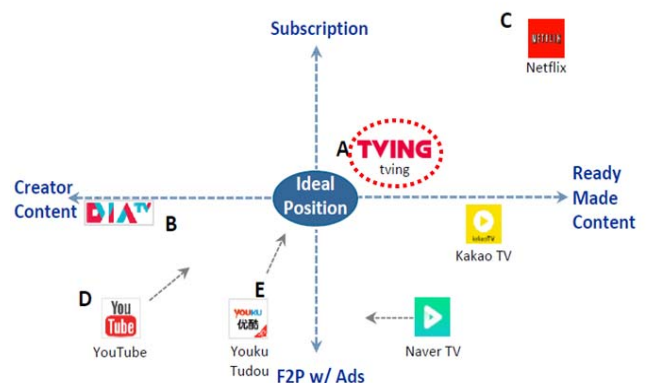 Subscription
C
NETFLIX
Netflix
A
TVING
tving
Creator
Content
Ideal
Position
Ready
Made
Content
DIA TV
B
kakaoTV
Kakao TV
D
You
Tube
YouTube
E
YOUKU
优酷
Youku
Tudou
Naver TV
F2P w/ Ads